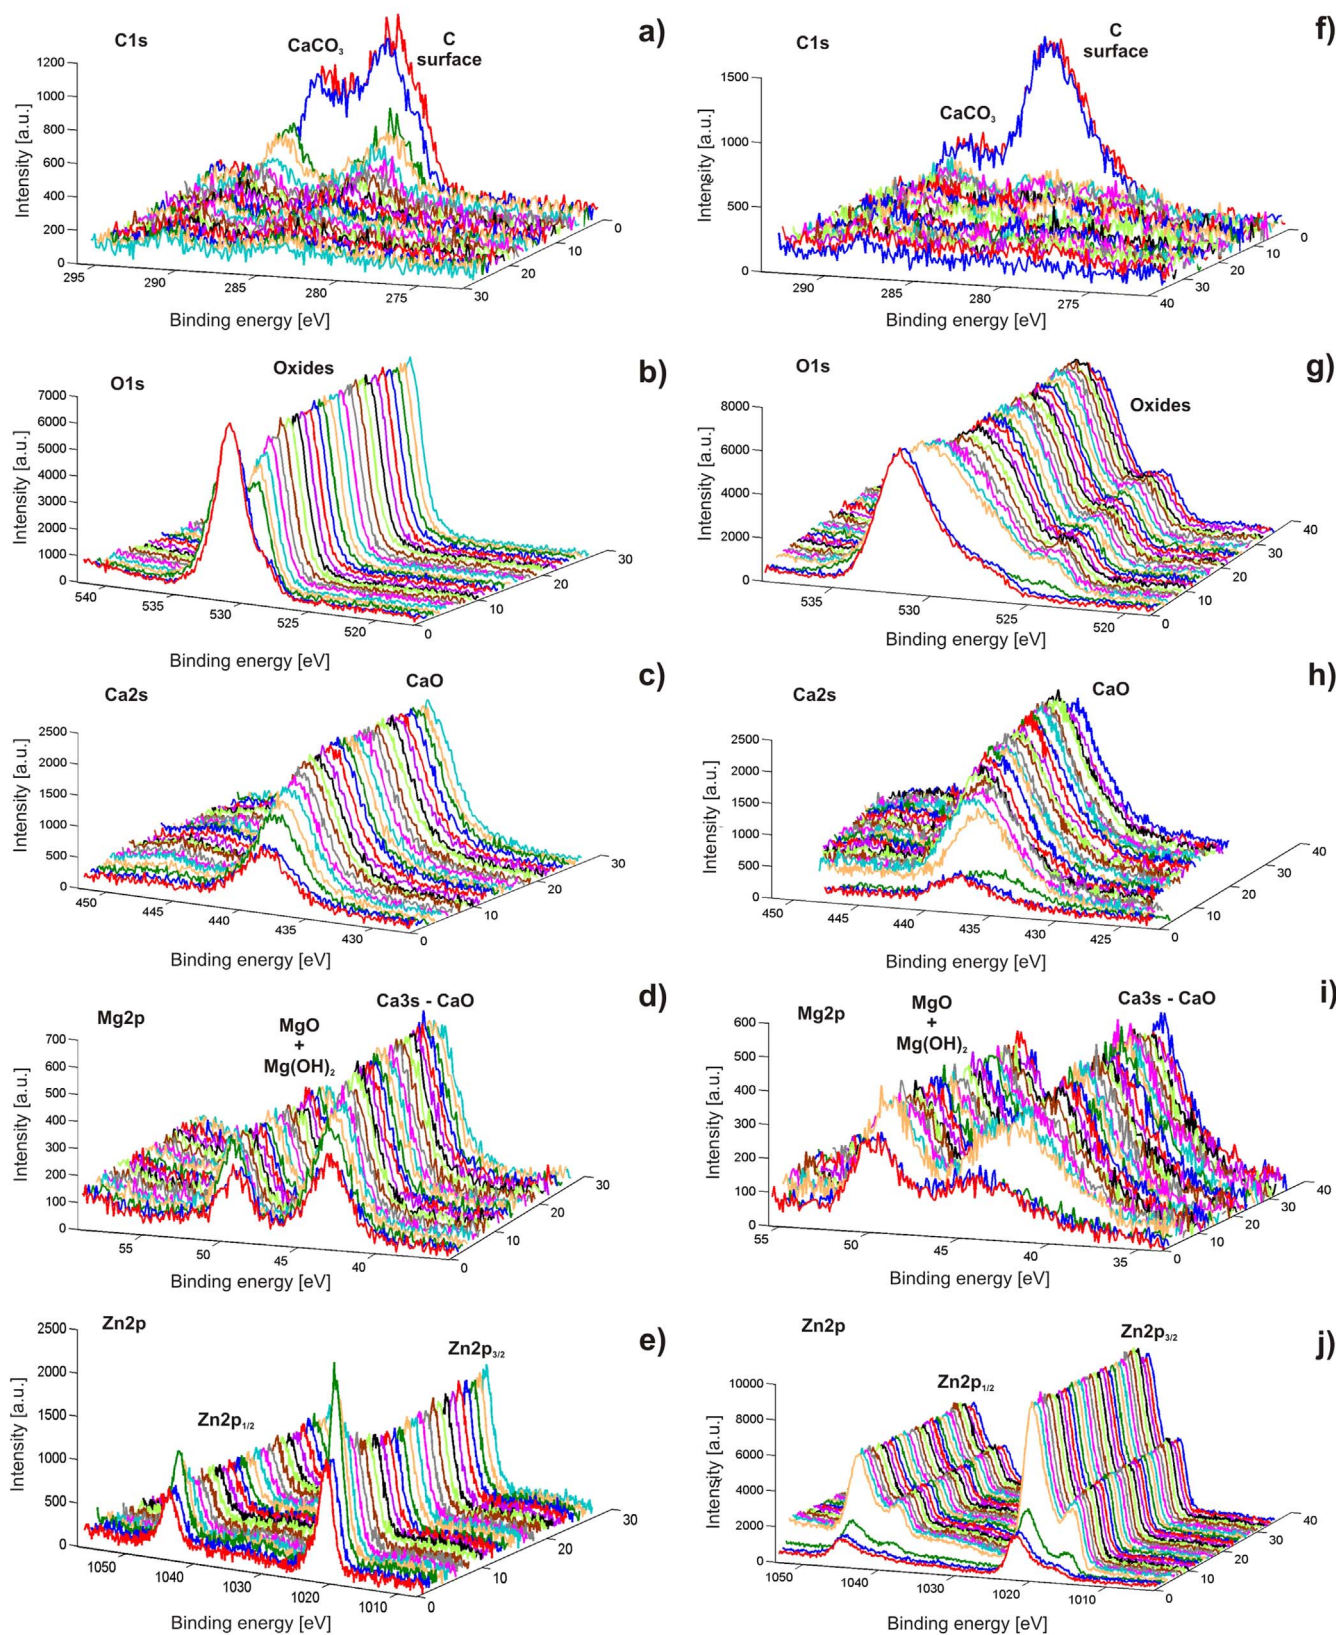 a)
C1s
CaCO₃
C
surface
1200
1000
800
600
400
200
0
Intensity [a.u.]
295
290
285
280
275
0
10
20
30
Binding energy [eV]
f)
C1s
C
surface
CaCO₃
1500
1000
500
0
Intensity [a.u.]
290
285
280
275
0
10
20
30
40
Binding energy [eV]
b)
O1s
Oxides
7000
6000
5000
4000
3000
2000
1000
0
Intensity [a.u.]
540
535
530
525
520
0
10
20
30
Binding energy [eV]
g)
O1s
Oxides
8000
6000
4000
2000
0
Intensity [a.u.]
535
530
525
520
0
10
20
30
40
Binding energy [eV]
c)
Ca2s
CaO
2500
2000
1500
1000
500
0
Intensity [a.u.]
450
445
440
435
430
0
10
20
30
Binding energy [eV]
h)
Ca2s
CaO
2500
2000
1500
1000
500
0
Intensity [a.u.]
450
445
440
435
430
425
0
10
20
30
40
Binding energy [eV]
d)
Mg2p
MgO
+
Mg(OH)₂
Ca3s - CaO
700
600
500
400
300
200
100
0
Intensity [a.u.]
55
50
45
40
0
10
20
30
Binding energy [eV]
i)
Mg2p
MgO
+
Mg(OH)₂
Ca3s - CaO
600
500
400
300
200
100
0
Intensity [a.u.]
55
50
45
40
35
0
10
20
30
40
Binding energy [eV]
e)
Zn2p
Zn2p₁/₂
Zn2p₃/₂
2500
2000
1500
1000
500
0
Intensity [a.u.]
1050
1040
1030
1020
1010
0
10
20
30
Binding energy [eV]
j)
Zn2p
Zn2p₁/₂
Zn2p₃/₂
10000
8000
6000
4000
2000
0
Intensity [a.u.]
1050
1040
1030
1020
1010
0
10
20
30
40
Binding energy [eV]